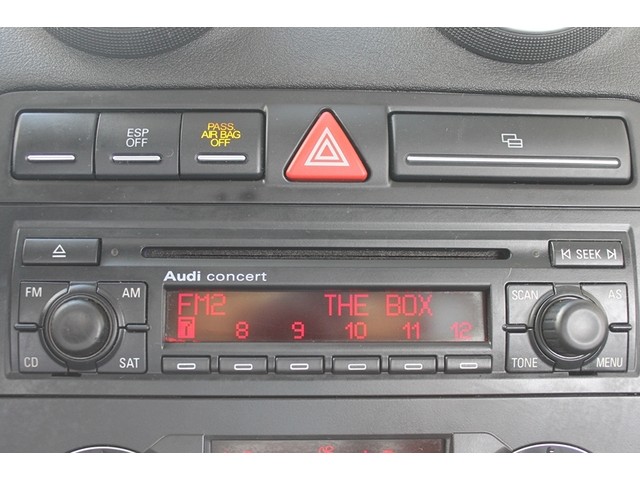 ESP OFF
PASS AIR BAG OFF
SEEK
Audi concert
FM AM
FM2 THE BOX
SCAN AS
7 8 9 10 11 12
CD SAT
TONE MENU